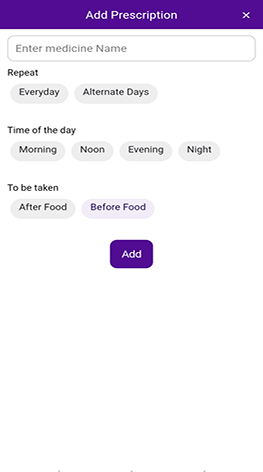 Add Prescription ×
Enter medicine Name
Repeat
Everyday Alternate Days
Time of the day
Morning Noon Evening Night
To be taken
After Food Before Food
Add